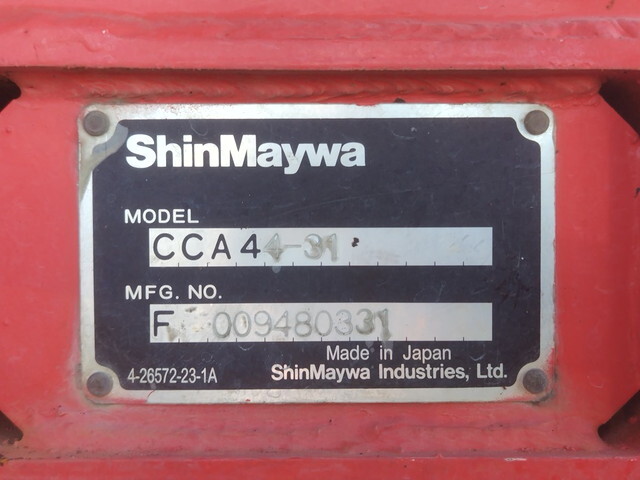 ShinMaywa
MODEL
CCA44-31
MFG. NO.
F 009480331
Made in Japan
4-26572-23-1A ShinMaywa Industries, Ltd.